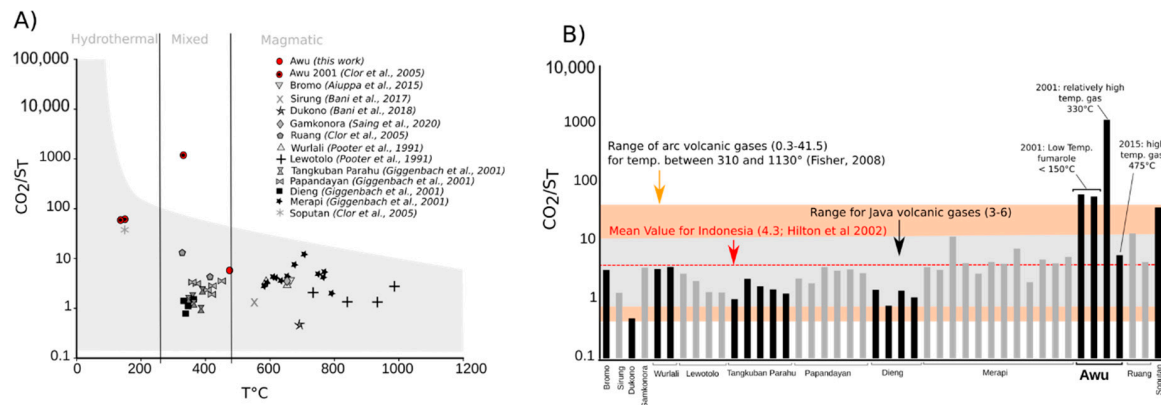 A)
Hydrothermal Mixed Magmatic
100,000
10,000
1000
100
10
1
0.1
CO2/ST
0 200 400 600 800 1000 1200
T°C
Awu (this work)
Awu 2001 (Clor et al., 2005)
Bromo (Aiuppa et al., 2015)
Sirung (Bani et al., 2017)
Dukono (Bani et al., 2018)
Gamkonora (Saing et al., 2020)
Ruang (Clor et al., 2005)
Wurlali (Pooter et al., 1991)
Lewotolo (Pooter et al., 1991)
Tangkuban Parahu (Giggenbach et al., 2001)
Papandayan (Giggenbach et al., 2001)
Dieng (Giggenbach et al., 2001)
Merapi (Giggenbach et al., 2001)
Soputan (Clor et al., 2005)
B)
10,000
1000
100
10
1
0.1
CO2/ST
2001: relatively high
temp. gas
330°C
Range of arc volcanic gases (0.3-41.5)
for temp. between 310 and 1130° (Fisher, 2008)
2001: Low Temp.
fumarole
< 150°C
2015: high
temp. gas
475°C
Range for Java volcanic gases (3-6)
Mean Value for Indonesia (4.3; Hilton et al 2002)
Bromo
Sirung
Dukono
Gamkonora
Wurlali
Lewotolo
Tangkuban Parahu
Papandayan
Dieng
Merapi
Awu
Ruang
Soputan